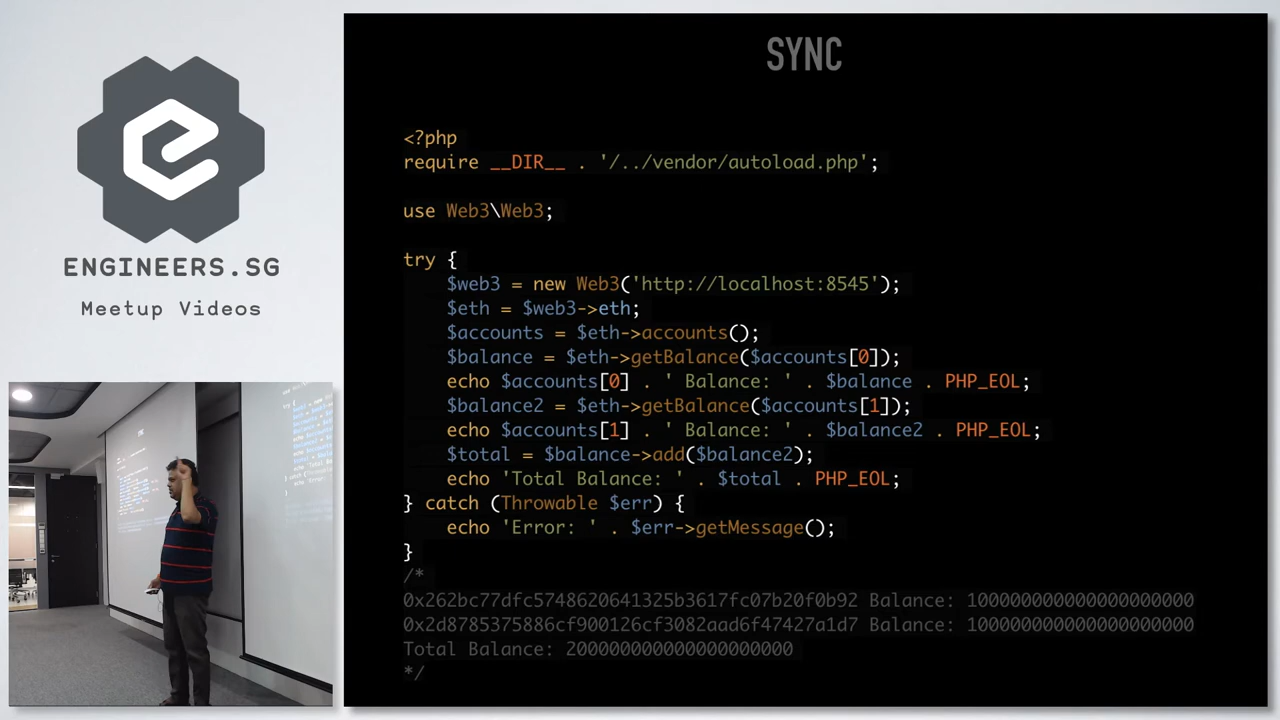 ENGINEERS.SG
Meetup Videos
SYNC
<?php
require __DIR__ . '/../vendor/autoload.php';
use Web3\Web3;
try {
    $web3 = new Web3('http://localhost:8545');
    $eth = $web3->eth;
    $accounts = $eth->accounts();
    $balance = $eth->getBalance($accounts[0]);
    echo $accounts[0] . ' Balance: ' . $balance . PHP_EOL;
    $balance2 = $eth->getBalance($accounts[1]);
    echo $accounts[1] . ' Balance: ' . $balance2 . PHP_EOL;
    $total = $balance->add($balance2);
    echo 'Total Balance: ' . $total . PHP_EOL;
} catch (Throwable $err) {
    echo 'Error: ' . $err->getMessage();
}
/*
0x262bc77dfc5748620641325b3617fc07b20f0b92 Balance: 100000000000000000000
0x2d8785375886cf900126cf3082aad6f47427a1d7 Balance: 100000000000000000000
Total Balance: 200000000000000000000
*/